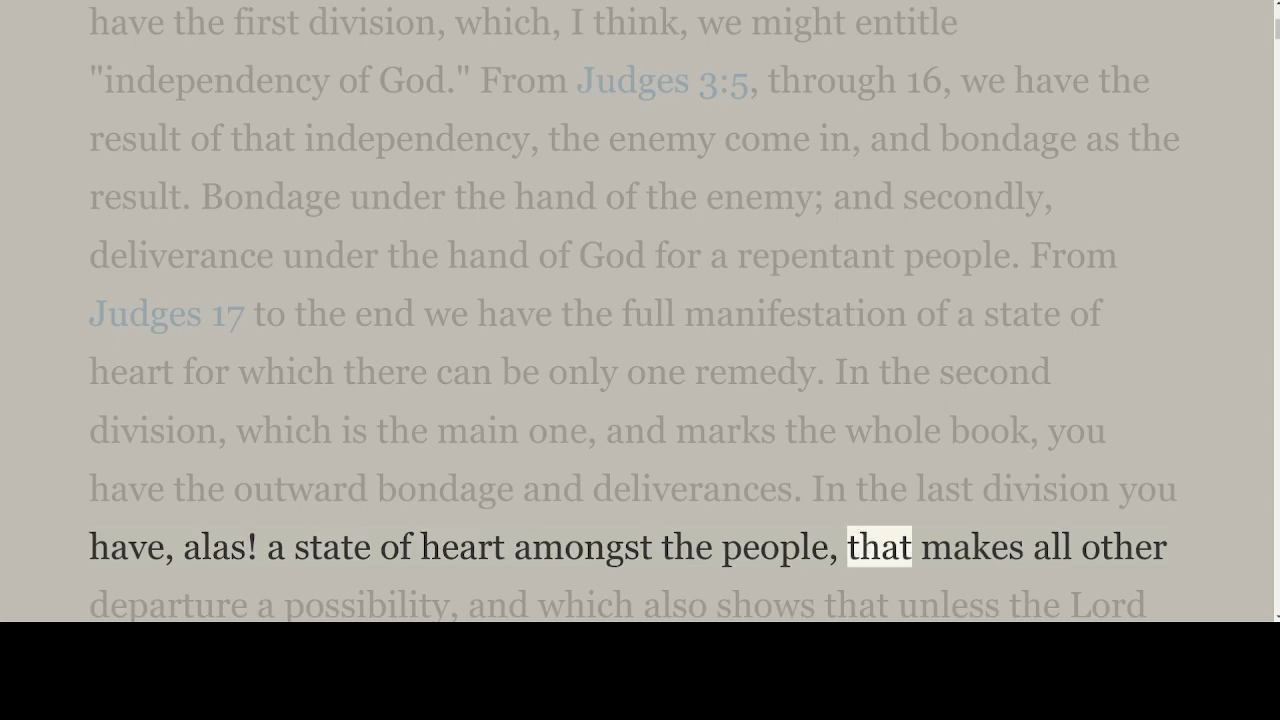 have the first division, which, I think, we might entitle
"independency of God." From Judges 3:5, through 16, we have the
result of that independency, the enemy come in, and bondage as the
result. Bondage under the hand of the enemy; and secondly,
deliverance under the hand of God for a repentant people. From
Judges 17 to the end we have the full manifestation of a state of
heart for which there can be only one remedy. In the second
division, which is the main one, and marks the whole book, you
have the outward bondage and deliverances. In the last division you
have, alas! a state of heart amongst the people, that makes all other
departure a possibility, and which also shows that unless the Lord